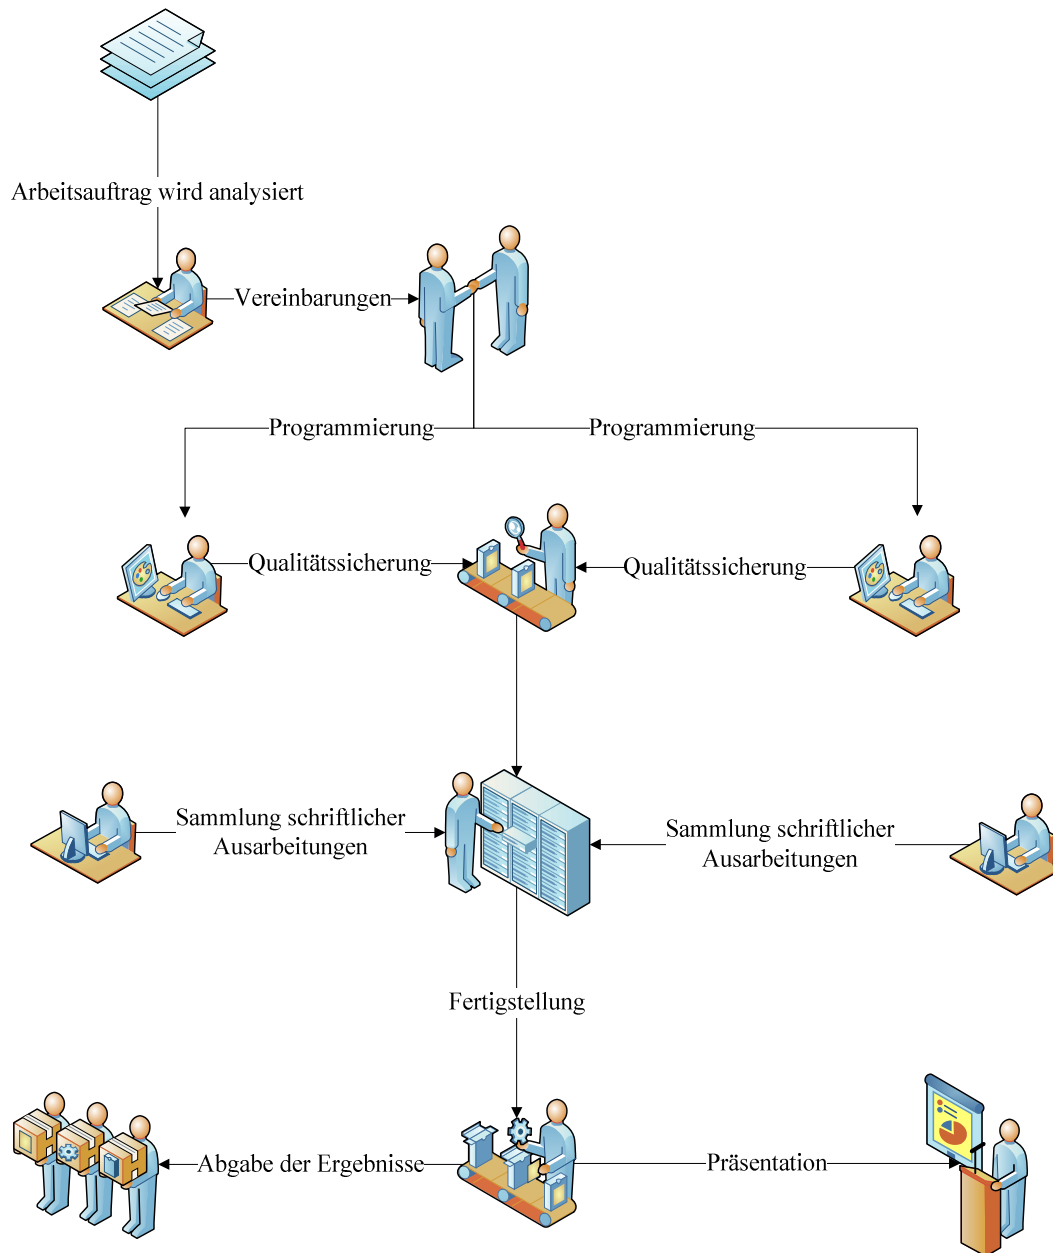 Arbeitsauftrag wird analysiert
Vereinbarungen
Programmierung
Programmierung
Qualitätssicherung
Qualitätssicherung
Sammlung schriftlicher
Ausarbeitungen
Sammlung schriftlicher
Ausarbeitungen
Fertigstellung
Abgabe der Ergebnisse
Präsentation